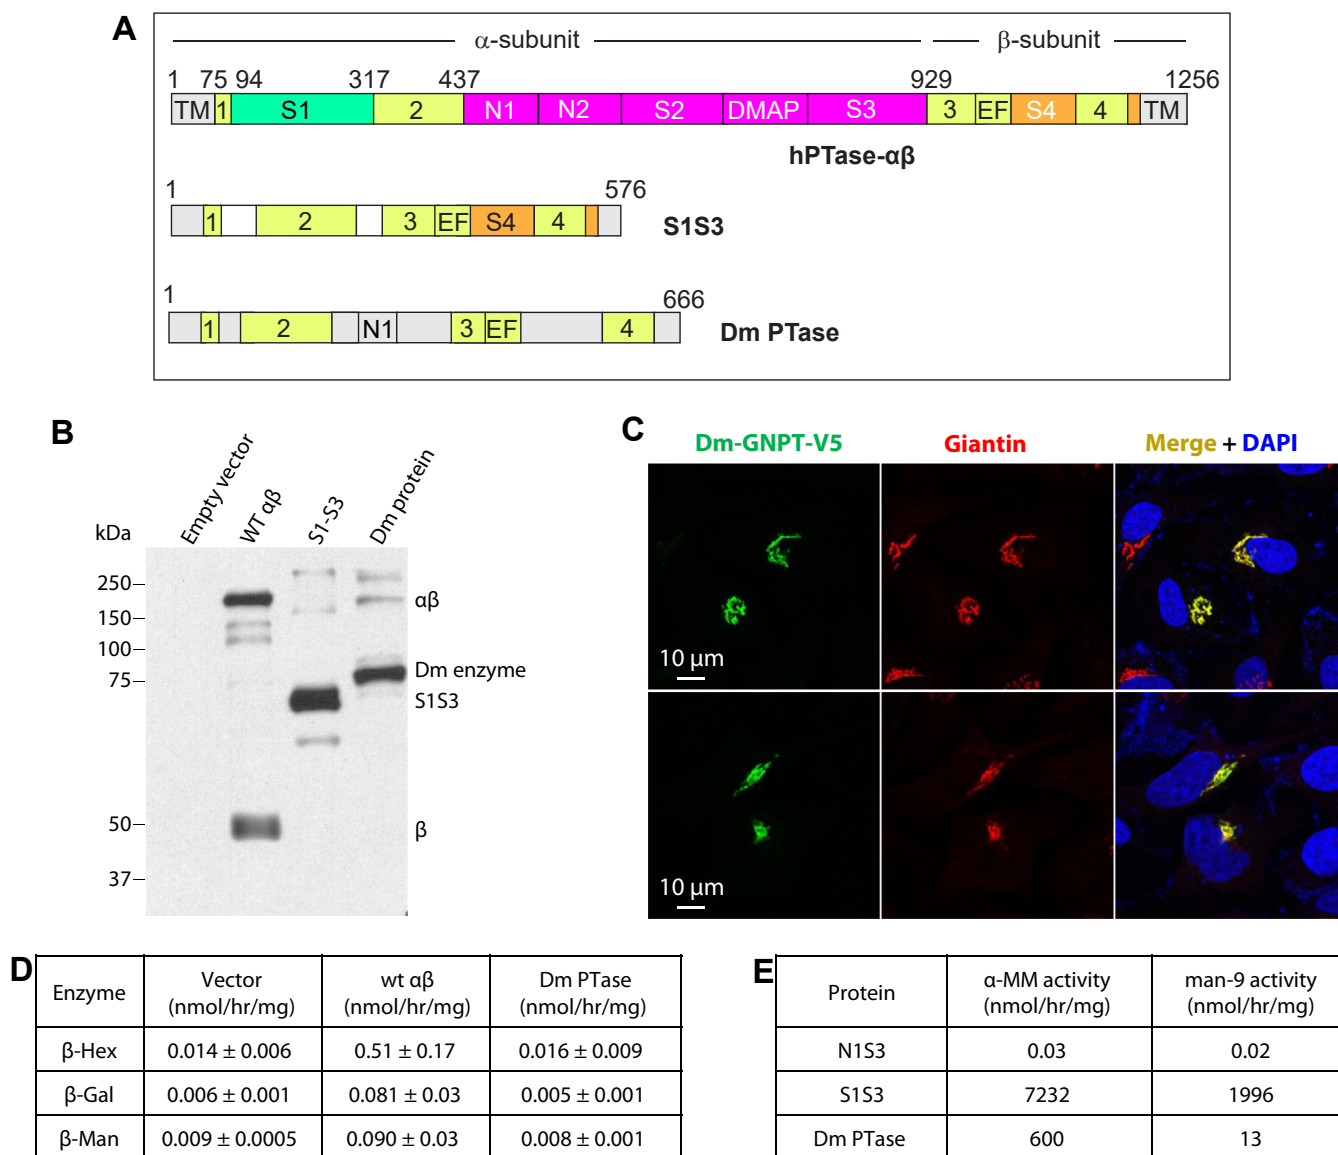 A
α-subunit β-subunit
1 75 94 317 437 929 1256
TM 1 S1 2 N1 N2 S2 DMAP S3 3 EF S4 4 TM
hPTase-αβ
1 576
1 2 3 EF S4 4
S1S3
1 666
1 2 N1 3 EF 4
Dm PTase
B
Empty vector
WT αβ
S1-S3
Dm protein
kDa
250
150
100
75
50
37
αβ
Dm enzyme
S1S3
β
C
Dm-GNPT-V5 Giantin Merge + DAPI
10 µm
10 µm
D
Enzyme Vector (nmol/hr/mg) wt αβ (nmol/hr/mg) Dm PTase (nmol/hr/mg)
β-Hex 0.014 ± 0.006 0.51 ± 0.17 0.016 ± 0.009
β-Gal 0.006 ± 0.001 0.081 ± 0.03 0.005 ± 0.001
β-Man 0.009 ± 0.0005 0.090 ± 0.03 0.008 ± 0.001
E
Protein α-MM activity (nmol/hr/mg) man-9 activity (nmol/hr/mg)
N1S3 0.03 0.02
S1S3 7232 1996
Dm PTase 600 13